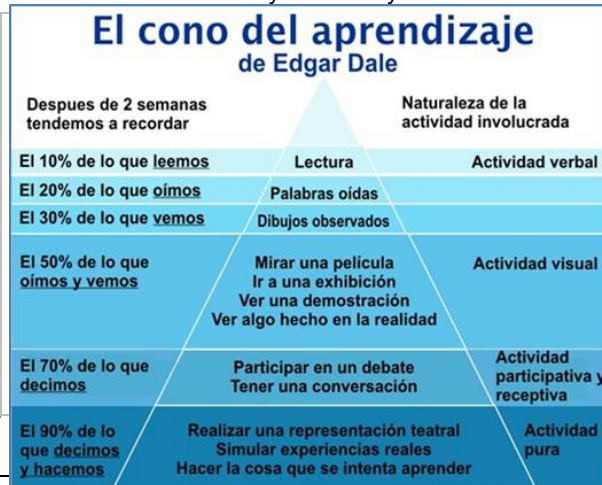 El cono del aprendizaje
de Edgar Dale
Despues de 2 semanas
tendemos a recordar
Naturaleza de la
actividad involucrada
El 10% de lo que leemos
Lectura
Actividad verbal
El 20% de lo que oímos
Palabras oídas
El 30% de lo que vemos
Dibujos observados
El 50% de lo que
oímos y vemos
Mirar una película
Ir a una exhibición
Ver una demostración
Ver algo hecho en la realidad
Actividad visual
El 70% de lo que
decimos
Participar en un debate
Tener una conversación
Actividad
participativa y
receptiva
El 90% de lo
que decimos
y hacemos
Realizar una representación teatral
Simular experiencias reales
Hacer la cosa que se intenta aprender
Actividad
pura